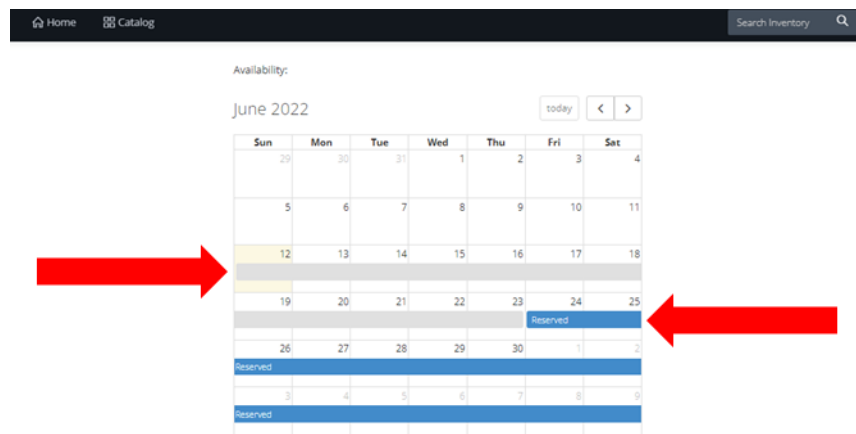 Home Catalog Search Inventory
Availability:
June 2022 today
Sun Mon Tue Wed Thu Fri Sat
29 30 31 1 2 3 4
5 6 7 8 9 10 11
12 13 14 15 16 17 18
19 20 21 22 23 24 25
Reserved
26 27 28 29 30 1 2
Reserved
3 4 5 6 7 8 9
Reserved